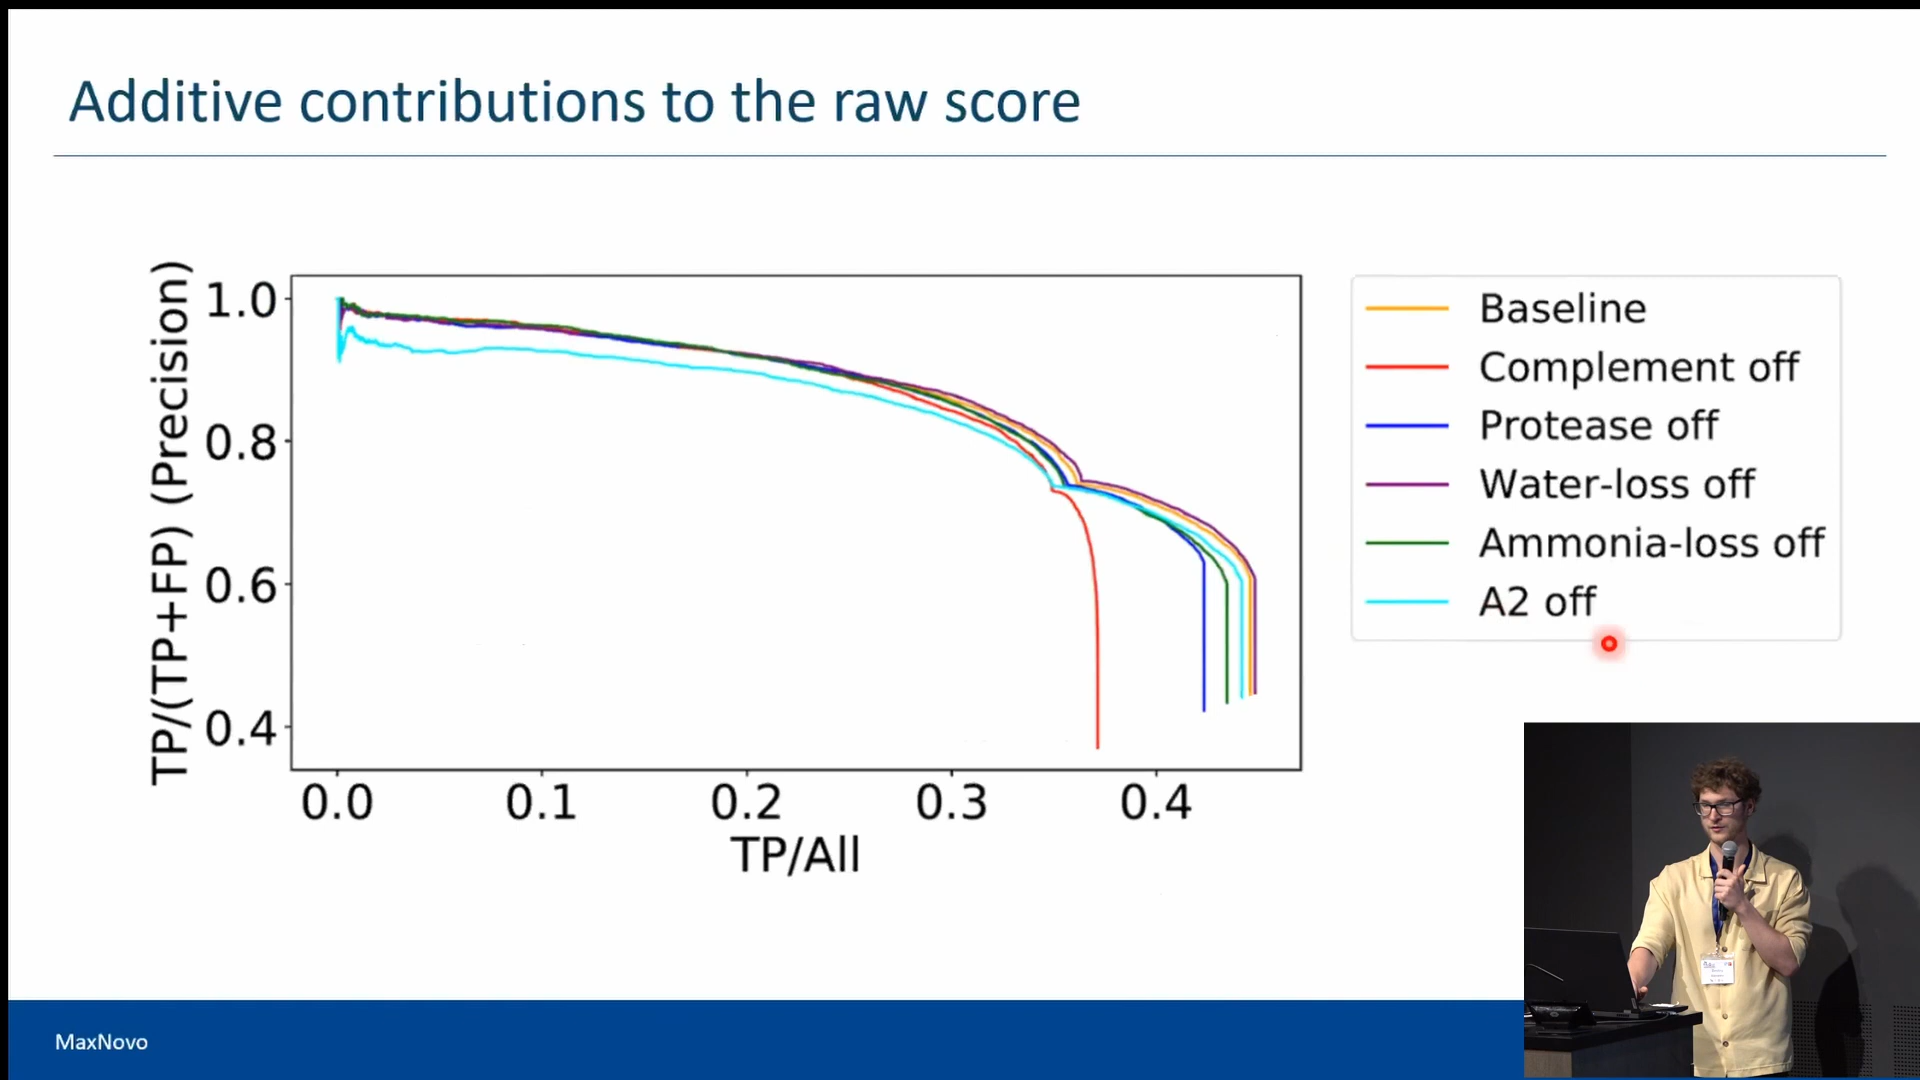 Additive contributions to the raw score
TP/(TP+FP) (Precision)
1.0
0.8
0.6
0.4
0.0 0.1 0.2 0.3 0.4
TP/All
Baseline
Complement off
Protease off
Water-loss off
Ammonia-loss off
A2 off
MaxNovo